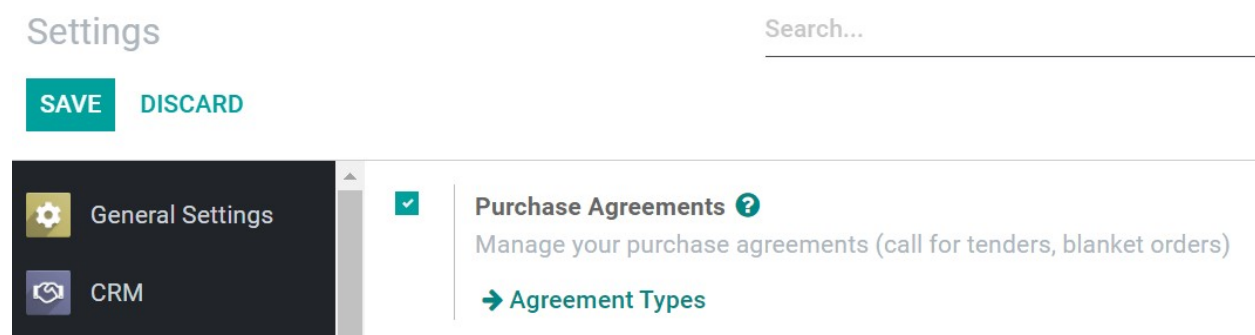 Settings
Search...
SAVE DISCARD
General Settings
CRM
Purchase Agreements ?
Manage your purchase agreements (call for tenders, blanket orders)
→ Agreement Types